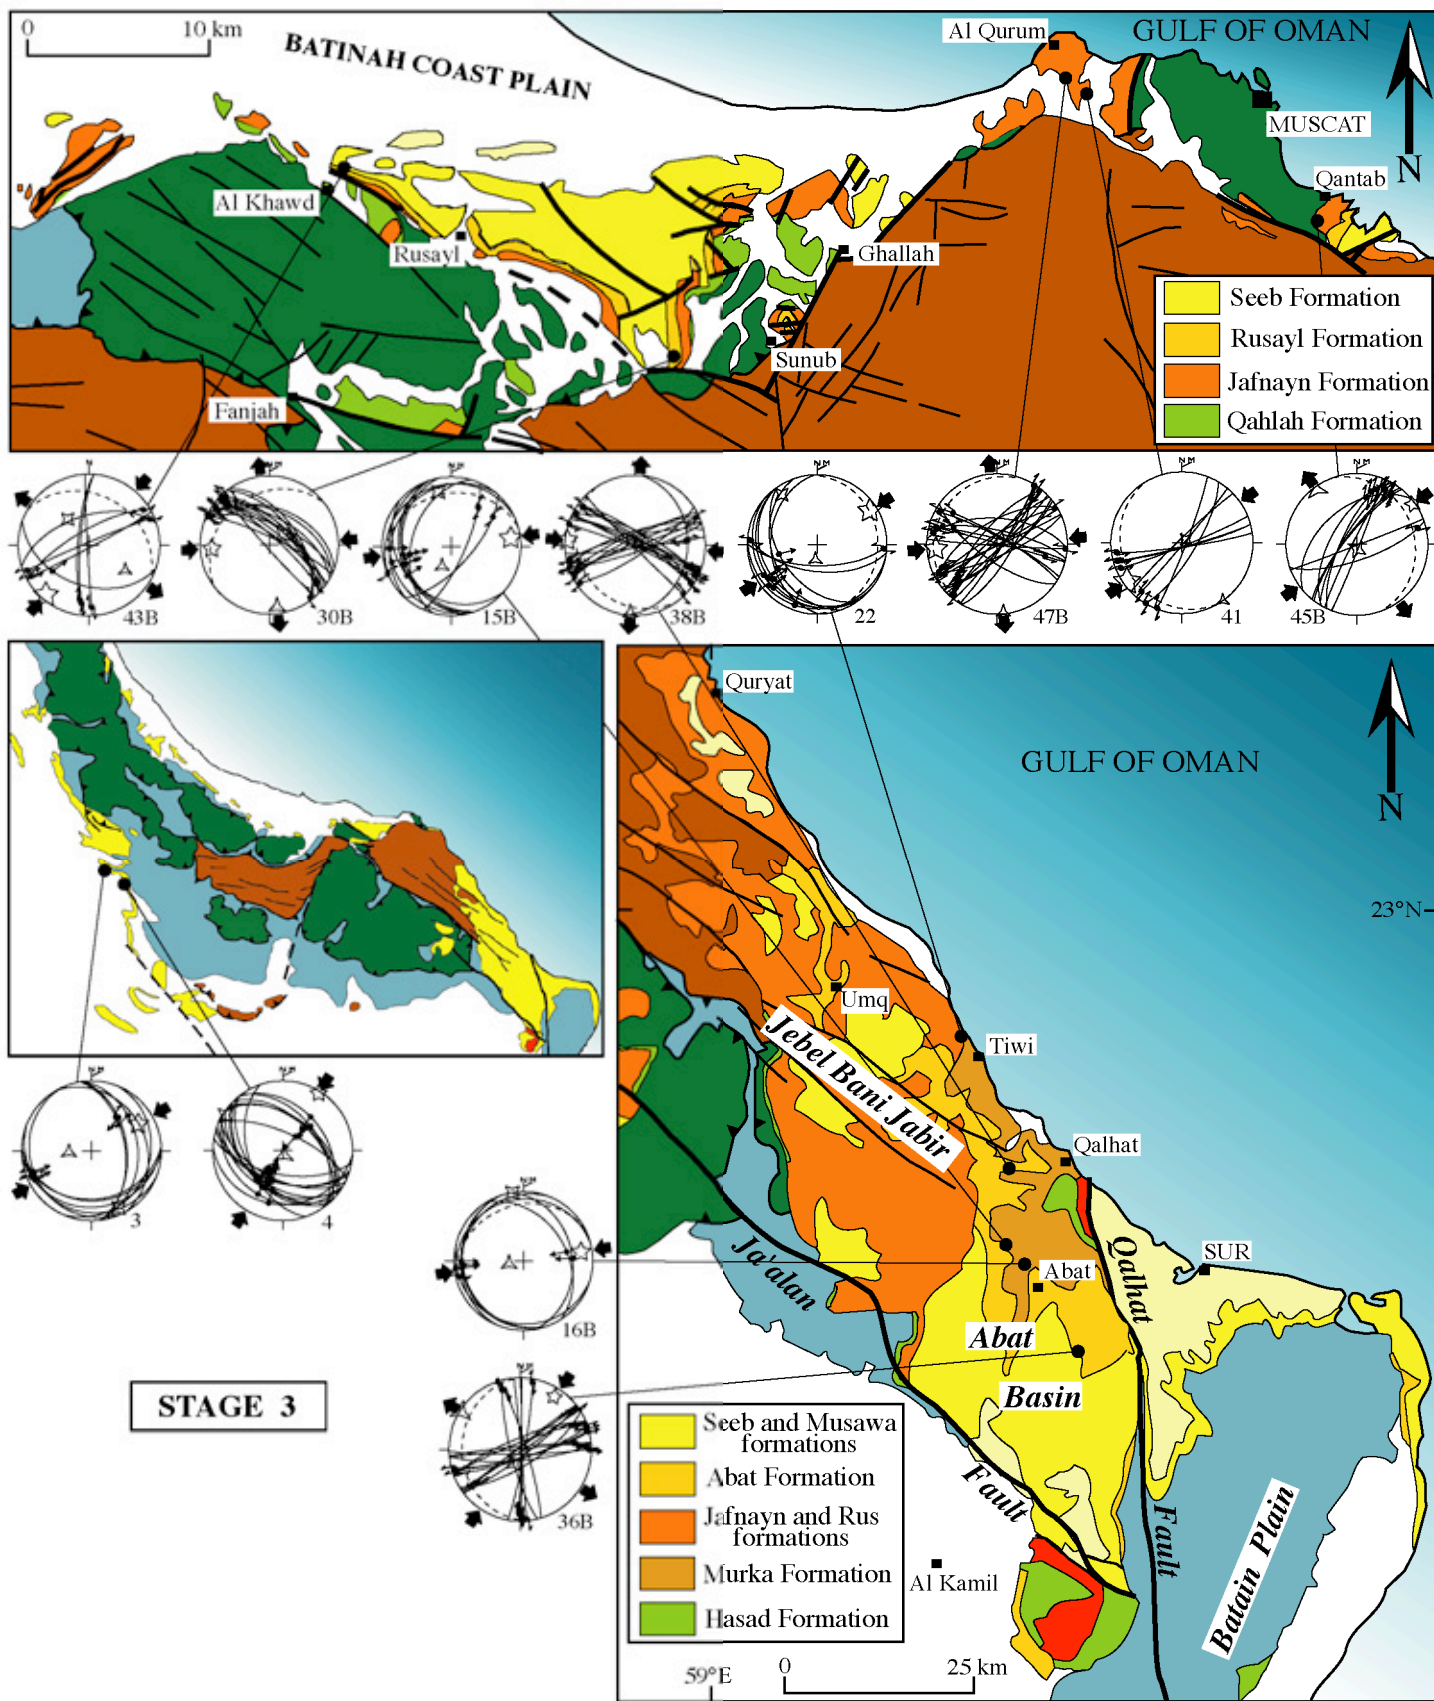 0 10 km
BATINAH COAST PLAIN
Al Qurum
GULF OF OMAN
MUSCAT
N
Qantab
Al Khawd
Rusayl
Ghallah
Sunub
Fanjah
Seeb Formation
Rusayl Formation
Jafnayn Formation
Qahlah Formation
43B
30B
15B
38B
22
47B
41
45B
Quryat
GULF OF OMAN
N
23°N
Umq
Tiwi
Jebel Bani Jabir
Qalhat
SUR
Ja'alan
Abat
Qalhat
Abat
Basin
Fault
Fault
Batain Plain
Al Kamil
3
4
16B
36B
STAGE 3
Seeb and Musawa
formations
Abat Formation
Jafnayn and Rus
formations
Murka Formation
Hasad Formation
59°E
0 25 km